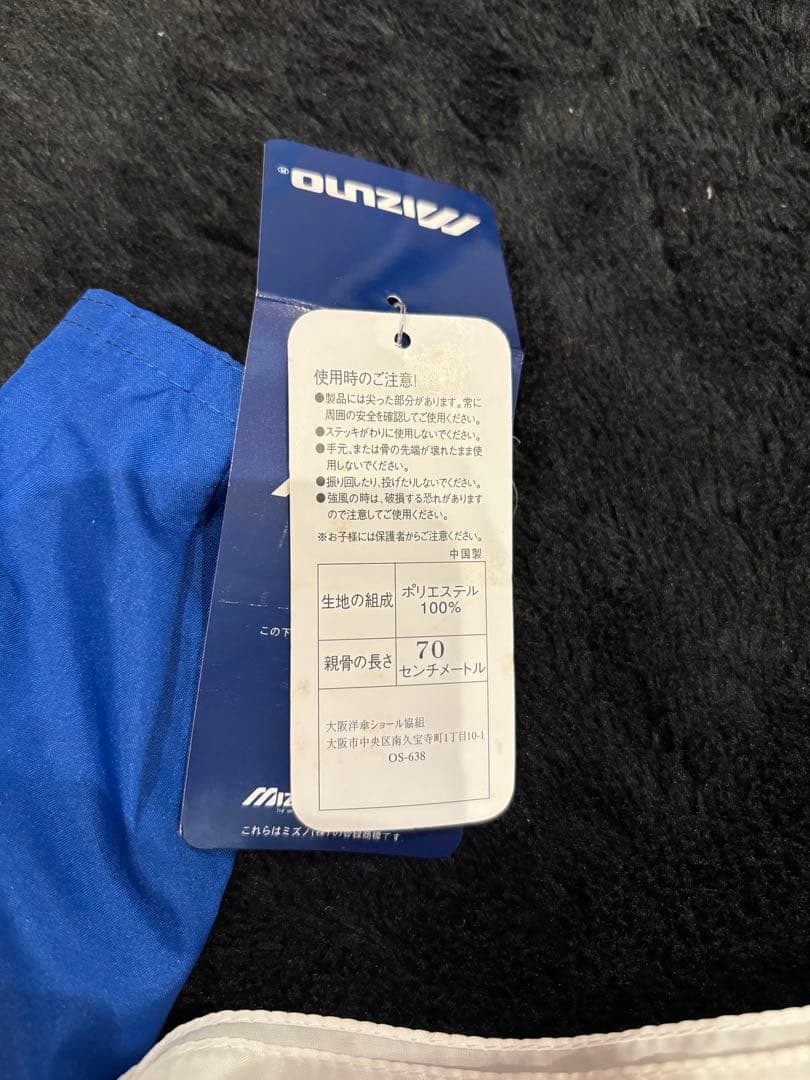 MIZUNO®
使用時のご注意!
●製品には尖った部分があります。常に
周囲の安全を確認してご使用ください。
●ステッキがわりに使用しないでください。
●手元、または骨の先端が壊れたまま使
用しないでください。
●振り回したり、投げたりしないでください。
●強風の時は、破損する恐れがあります
ので注意してご使用ください。
※お子様には保護者からご注意ください。
中国製
生地の組成 ポリエステル
100%
親骨の長さ 70
センチメートル
大阪洋傘ショール協組
大阪市中央区南久宝寺町1丁目10-1
OS-638
この下
MIZ
これらはミズノ(株)の登録商標です